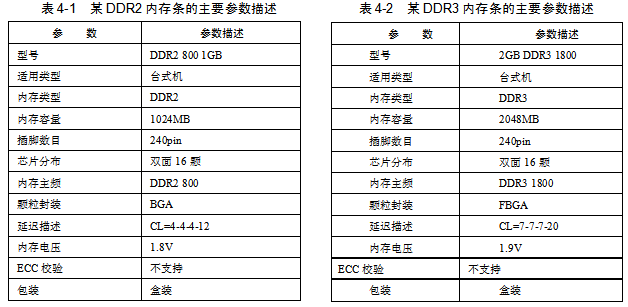 表 4-1 某 DDR2 内存条的主要参数描述
参 数 参数描述
型号 DDR2 800 1GB
适用类型 台式机
内存类型 DDR2
内存容量 1024MB
插脚数目 240pin
芯片分布 双面 16 颗
内存主频 DDR2 800
颗粒封装 BGA
延迟描述 CL=4-4-4-12
内存电压 1.8V
ECC 校验 不支持
包装 盒装
表 4-2 某 DDR3 内存条的主要参数描述
参 数 参数描述
型号 2GB DDR3 1800
适用类型 台式机
内存类型 DDR3
内存容量 2048MB
插脚数目 240pin
芯片分布 双面 16 颗
内存主频 DDR3 1800
颗粒封装 FBGA
延迟描述 CL=7-7-7-20
内存电压 1.9V
ECC 校验 不支持
包装 盒装